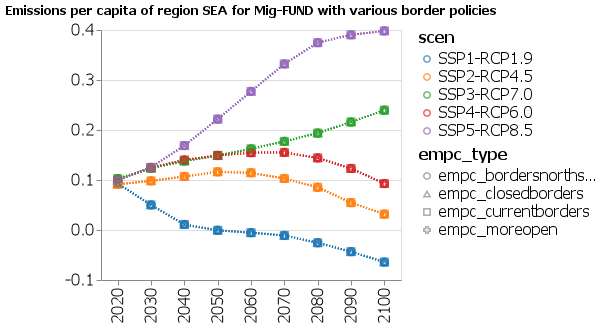 Emissions per capita of region SEA for Mig-FUND with various border policies
0.4
0.3
0.2
0.1
0.0
-0.1
2020 2030 2040 2050 2060 2070 2080 2090 2100
scen
SSP1-RCP1.9
SSP2-RCP4.5
SSP3-RCP7.0
SSP4-RCP6.0
SSP5-RCP8.5
empc_type
empc_bordersnorths...
empc_closedborders
empc_currentborders
empc_moreopen